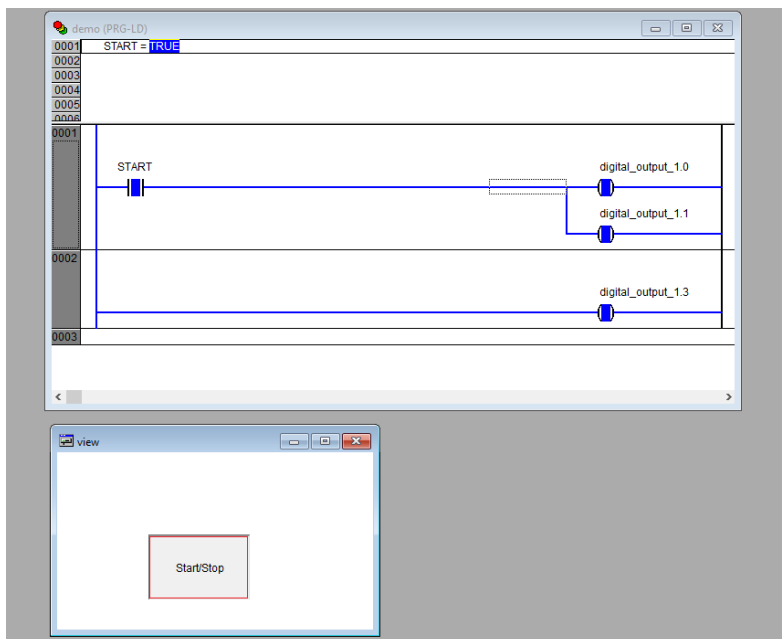 demo (PRG-LD)
0001 START = TRUE
0002
0003
0004
0005
0006
0001
START digital_output_1.0
digital_output_1.1
0002
digital_output_1.3
0003
view
Start/Stop